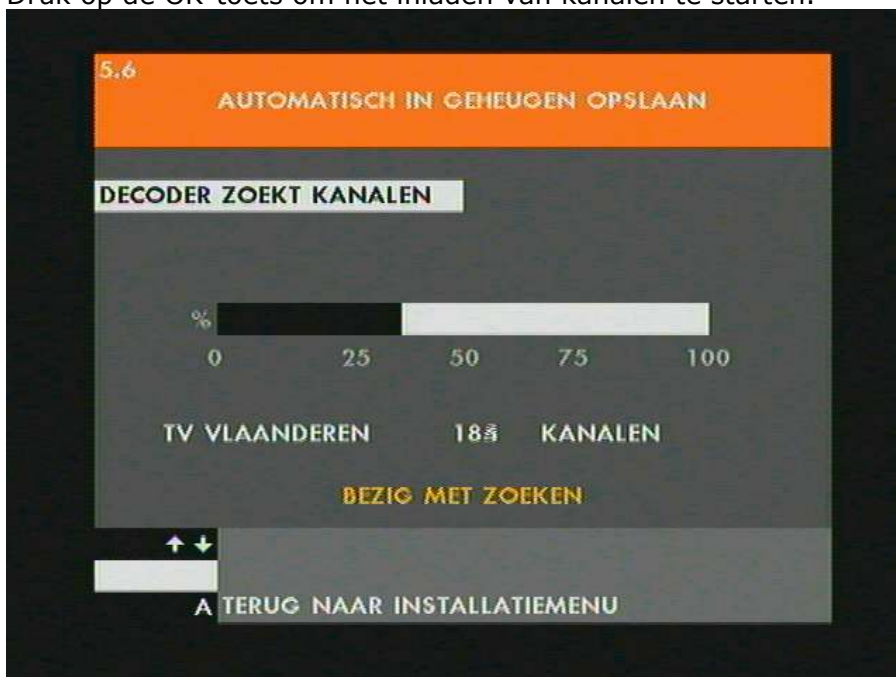 Druk op de OK-toets om het inladen van kanalen te starten.
5.6
AUTOMATISCH IN GEHEUGEN OPSLAAN
DECODER ZOEKT KANALEN
%
0 25 50 75 100
TV VLAANDEREN KANALEN
BEZIG MET ZOEKEN
A TERUG NAAR INSTALLATIEMENU